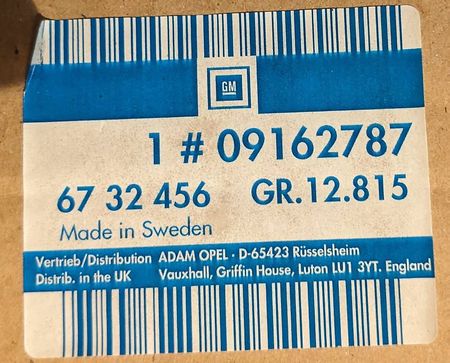 GM
1 # 09162787
67 32 456 GR.12.815
Made in Sweden
Vertrieb/Distribution ADAM OPEL · D-65423 Rüsselsheim
Distrib. in the UK Vauxhall, Griffin House, Luton LU1 3YT. England